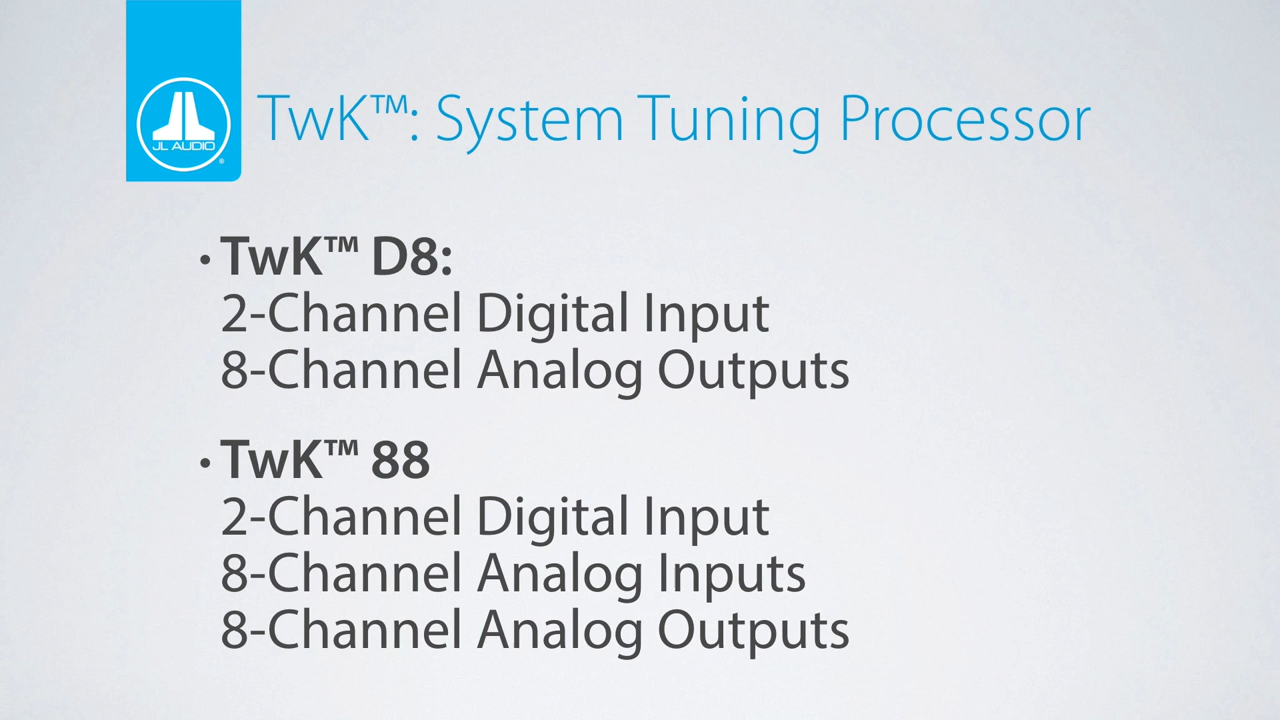 JL AUDIO®
TwK™: System Tuning Processor
• TwK™ D8:
2-Channel Digital Input
8-Channel Analog Outputs
• TwK™ 88
2-Channel Digital Input
8-Channel Analog Inputs
8-Channel Analog Outputs